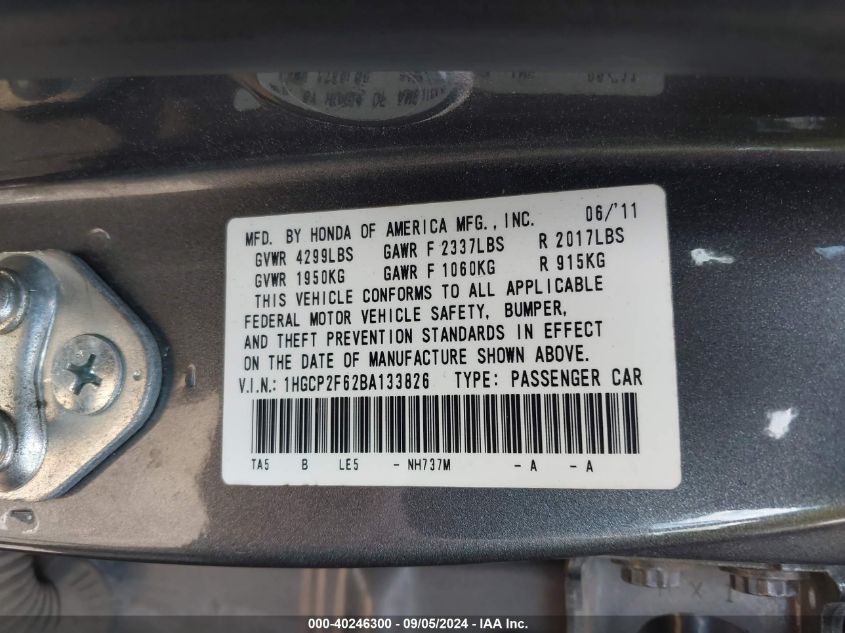 MFD. BY HONDA OF AMERICA MFG., INC. 06/'11
GVWR 4299LBS GAWR F 2337LBS R 2017LBS
GVWR 1950KG GAWR F 1060KG R 915KG
THIS VEHICLE CONFORMS TO ALL APPLICABLE
FEDERAL MOTOR VEHICLE SAFETY, BUMPER,
AND THEFT PREVENTION STANDARDS IN EFFECT
ON THE DATE OF MANUFACTURE SHOWN ABOVE.
V.I.N.: 1HGCP2F62BA133826 TYPE: PASSENGER CAR
TA5 B LE5 - NH737M - A - A
000-40246300 - 09/05/2024 - IAA Inc.